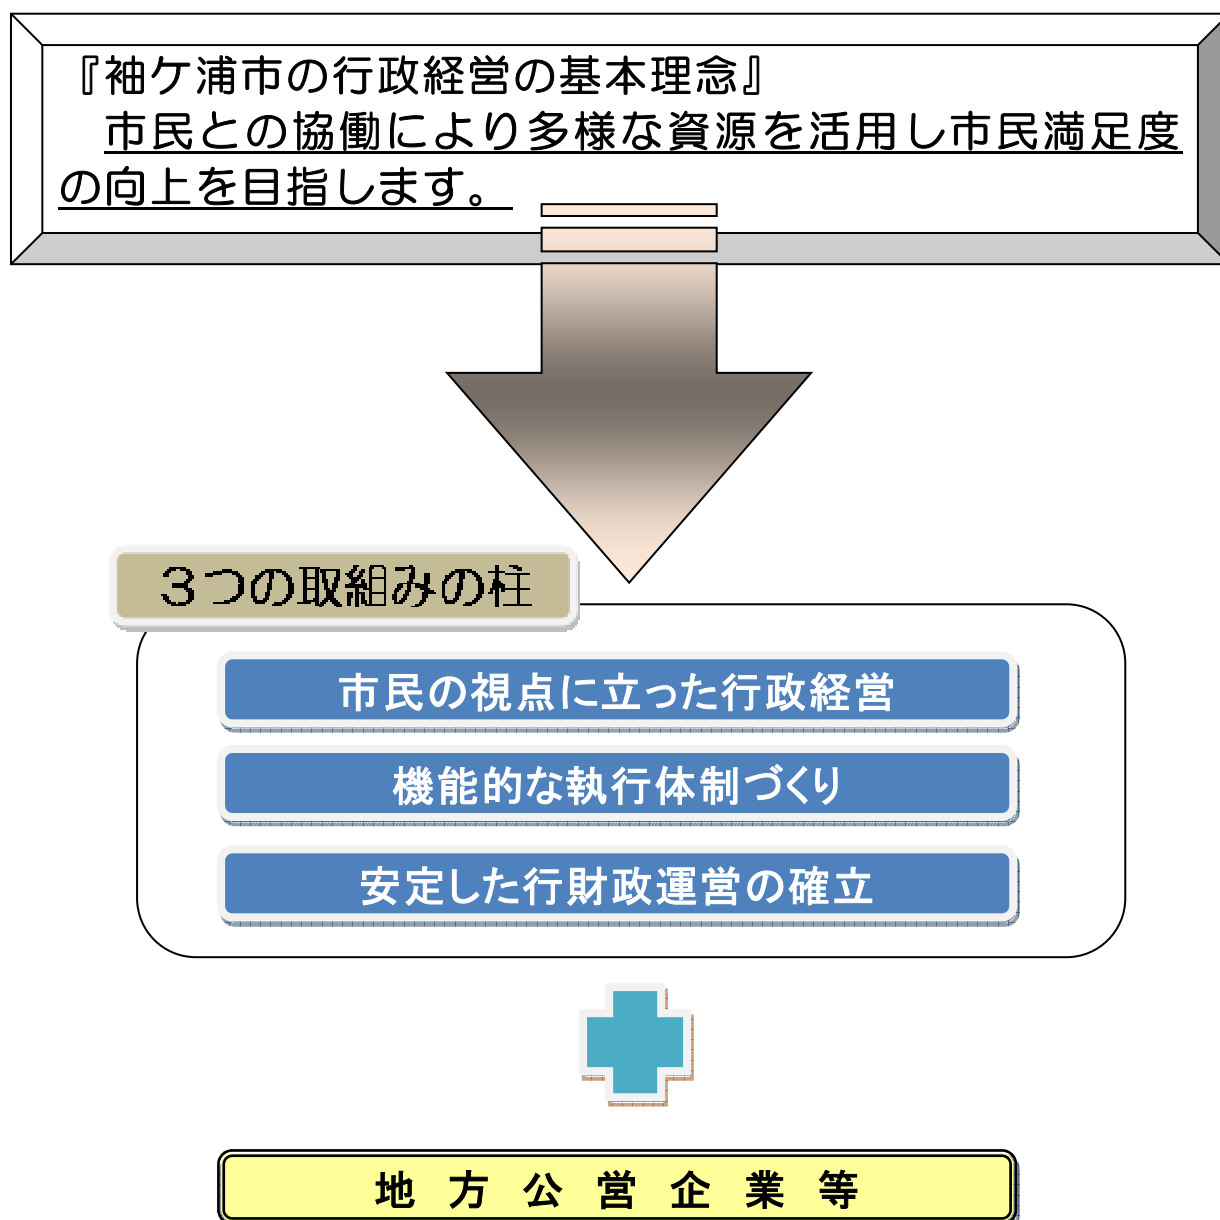 『袖ケ浦市の行政経営の基本理念』
市民との協働により多様な資源を活用し市民満足度
の向上を目指します。
３つの取組みの柱
市民の視点に立った行政経営
機能的な執行体制づくり
安定した行財政運営の確立
地方公営企業等